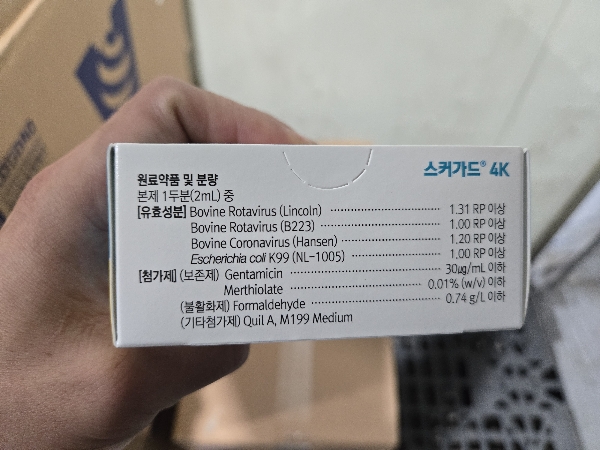 스커가드® 4K
원료약품 및 분량
본제 1두분(2mL) 중
[유효성분] Bovine Rotavirus (Lincoln) ········ 1.31 RP 이상
Bovine Rotavirus (B223) ········ 1.00 RP 이상
Bovine Coronavirus (Hansen) ········ 1.20 RP 이상
Escherichia coli K99 (NL-1005) ········ 1.00 RP 이상
[첨가제] (보존제) Gentamicin ········ 30㎍/mL 이하
Merthiolate ········ 0.01% (w/v) 이하
(불활화제) Formaldehyde ········ 0.74 g/L 이하
(기타첨가제) Quil A, M199 Medium